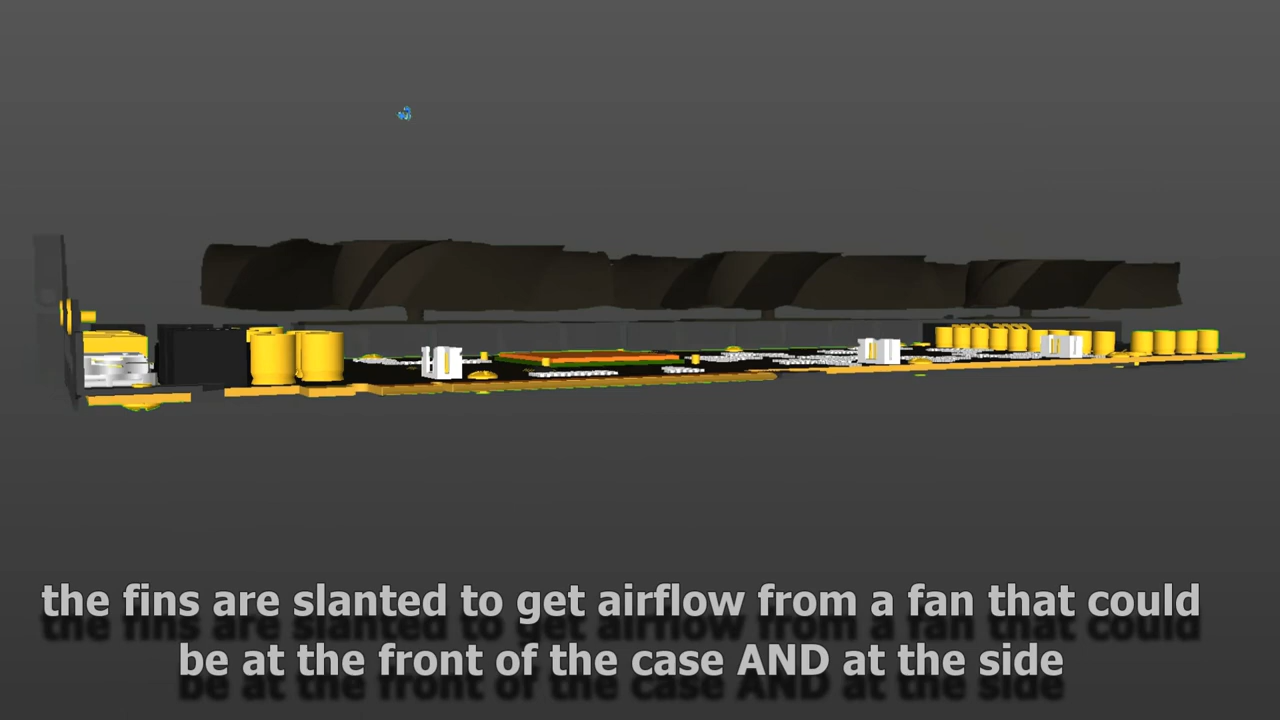 the fins are slanted to get airflow from a fan that could
be at the front of the case AND at the side